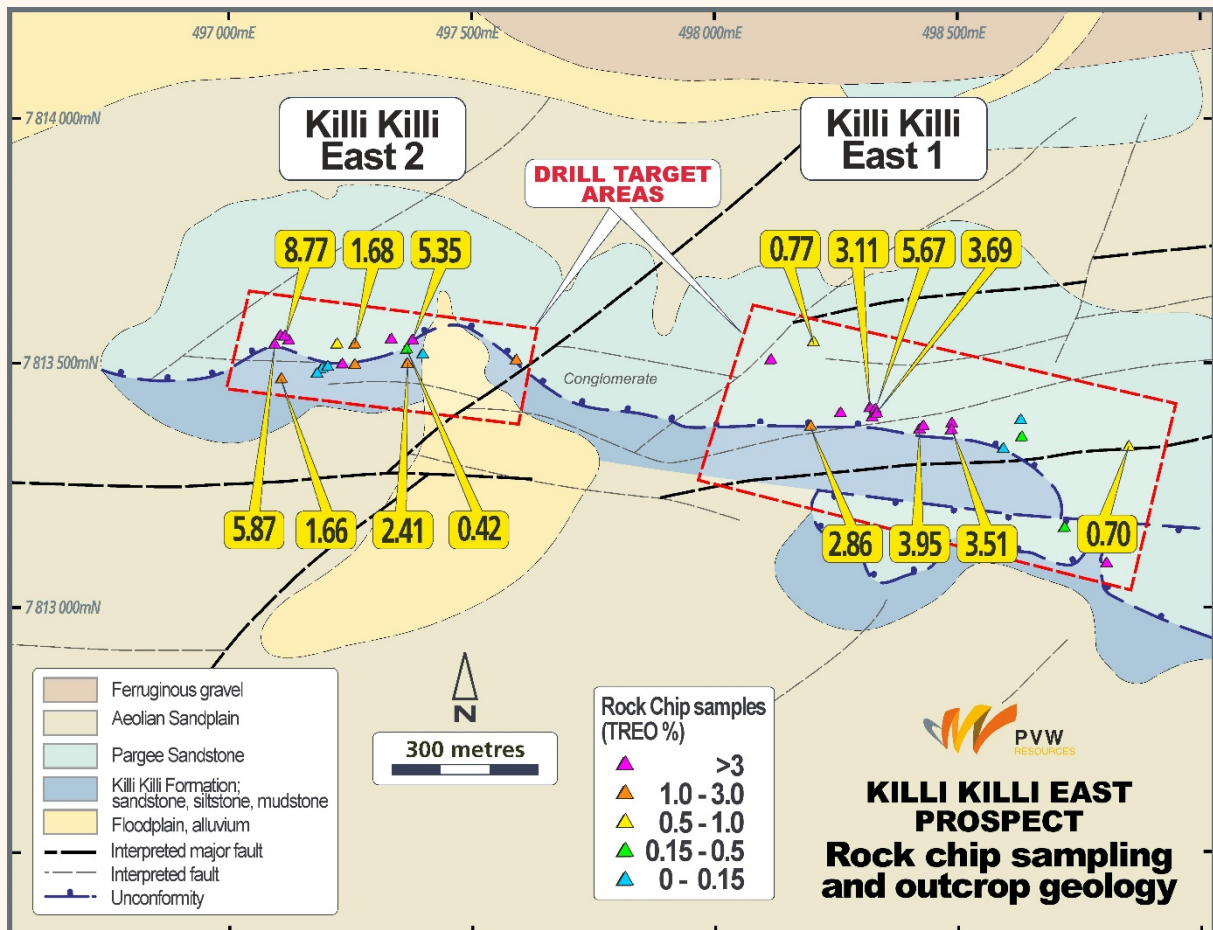 497 000mE
497 500mE
498 000mE
498 500mE
7 814 000mN
7 813 500mN
7 813 000mN
Killi Killi
East 2
Killi Killi
East 1
DRILL TARGET
AREAS
8.77
1.68
5.35
0.77
3.11
5.67
3.69
Conglomerate
5.87
1.66
2.41
0.42
2.86
3.95
3.51
0.70
Ferruginous gravel
Aeolian Sandplain
Pargee Sandstone
Killi Killi Formation;
sandstone, siltstone, mudstone
Floodplain, alluvium
Interpreted major fault
Interpreted fault
Unconformity
N
300 metres
Rock Chip samples
(TREO %)
>3
1.0 - 3.0
0.5 - 1.0
0.15 - 0.5
0 - 0.15
PVW
RESOURCES
KILLI KILLI EAST
PROSPECT
Rock chip sampling
and outcrop geology